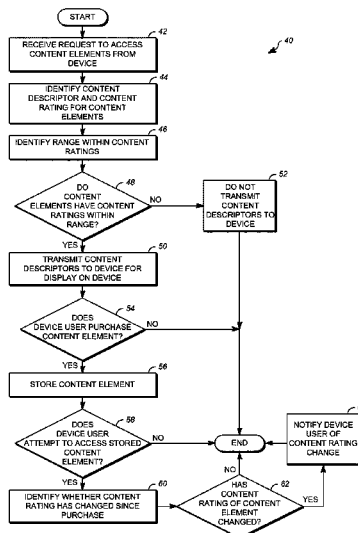 START
42
40
RECEIVE REQUEST TO ACCESS
CONTENT ELEMENTS FROM
DEVICE
44
IDENTIFY CONTENT
DESCRIPTOR AND CONTENT
RATING FOR CONTENT
ELEMENTS
46
IDENTIFY RANGE WITHIN CONTENT
RATINGS
48
DO
CONTENT
ELEMENTS HAVE CONTENT
RATINGS WITHIN
RANGE?
NO
52
DO NOT
TRANSMIT
CONTENT
DESCRIPTORS TO
DEVICE
YES
50
TRANSMIT CONTENT
DESCRIPTORS TO DEVICE FOR
DISPLAY ON DEVICE
54
DOES
DEVICE USER PURCHASE
CONTENT ELEMENT?
NO
YES
56
STORE CONTENT ELEMENT
58
DOES
DEVICE USER
ATTEMPT TO ACCESS STORED
CONTENT
ELEMENT?
NO
END
NOTIFY DEVICE
USER OF
CONTENT RATING
CHANGE
YES
60
IDENTIFY WHETHER CONTENT
RATING HAS CHANGED SINCE
PURCHASE
NO
62
HAS
CONTENT
RATING OF CONTENT
ELEMENT
CHANGED?
YES